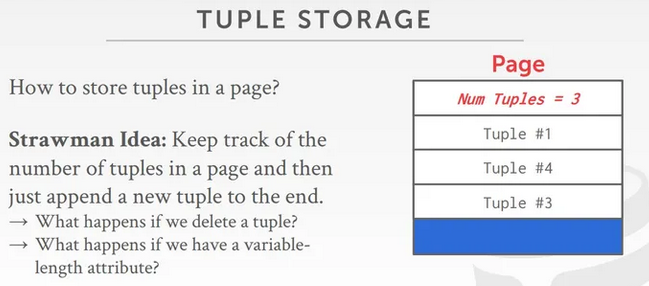 TUPLE STORAGE
How to store tuples in a page?
Strawman Idea: Keep track of the
number of tuples in a page and then
just append a new tuple to the end.
→ What happens if we delete a tuple?
→ What happens if we have a variable-
length attribute?
Page
Num Tuples = 3
Tuple #1
Tuple #4
Tuple #3